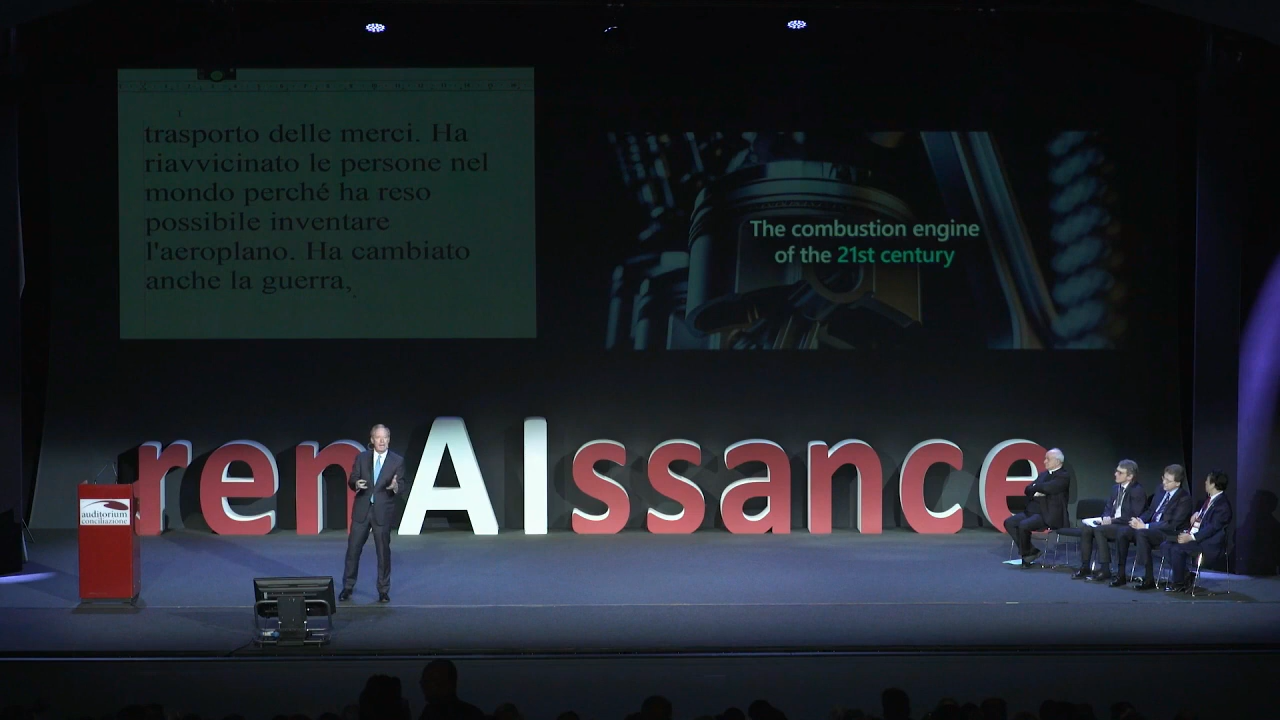 trasporto delle merci. Ha
riavvicinato le persone nel
mondo perché ha reso
possibile inventare
l'aeroplano. Ha cambiato
anche la guerra,
The combustion engine
of the 21st century
renAIssance
auditorium
conciliazione